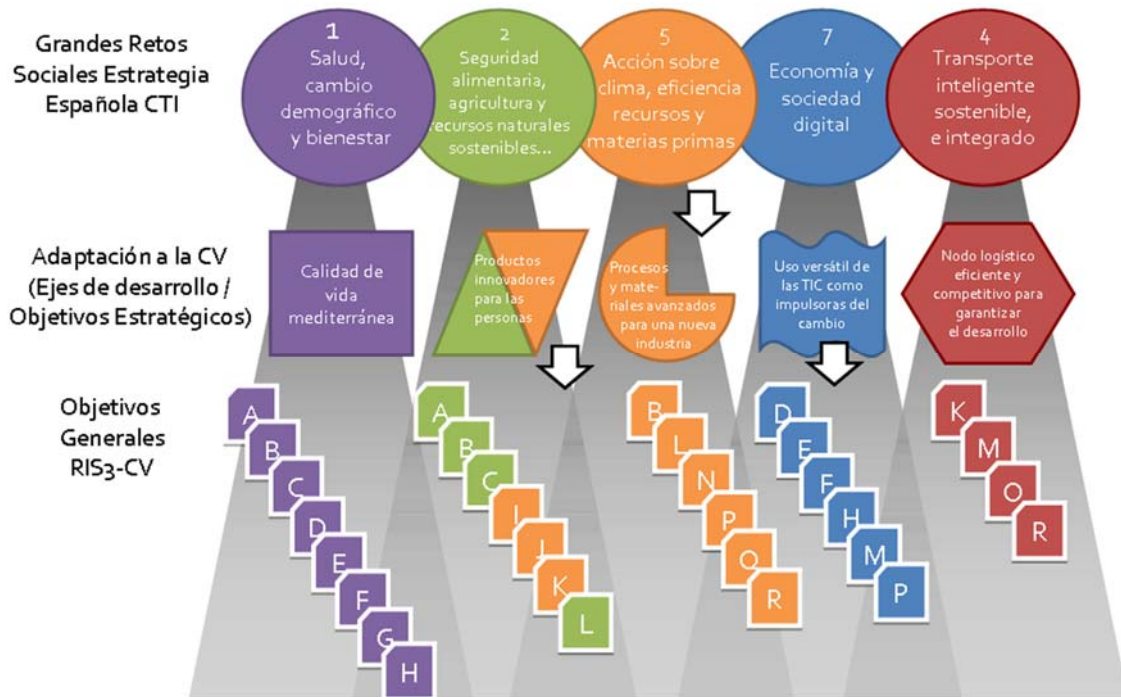 Grandes Retos
Sociales Estrategia
Española CTI
1
Salud,
cambio
demográfico
y bienestar
2
Seguridad
alimentaria,
agricultura y
recursos naturales
sostenibles...
5
Acción sobre
clima, eficiencia
recursos y
materias primas
7
Economía y
sociedad
digital
4
Transporte
inteligente
sostenible,
e integrado
Adaptación a la CV
(Ejes de desarrollo /
Objetivos Estratégicos)
Calidad de
vida
mediterránea
Productos
innovadores
para las
personas
Procesos
y mate-
riales avanzados
para una nueva
industria
Uso versátil de
las TIC como
impulsoras del
cambio
Nodo logístico
eficiente y
competitivo para
garantizar
el desarrollo
Objetivos
Generales
RIS3-CV
A
B
C
D
E
F
G
H
A
B
C
I
J
K
L
B
L
N
P
Q
R
D
E
F
H
M
P
K
M
O
R